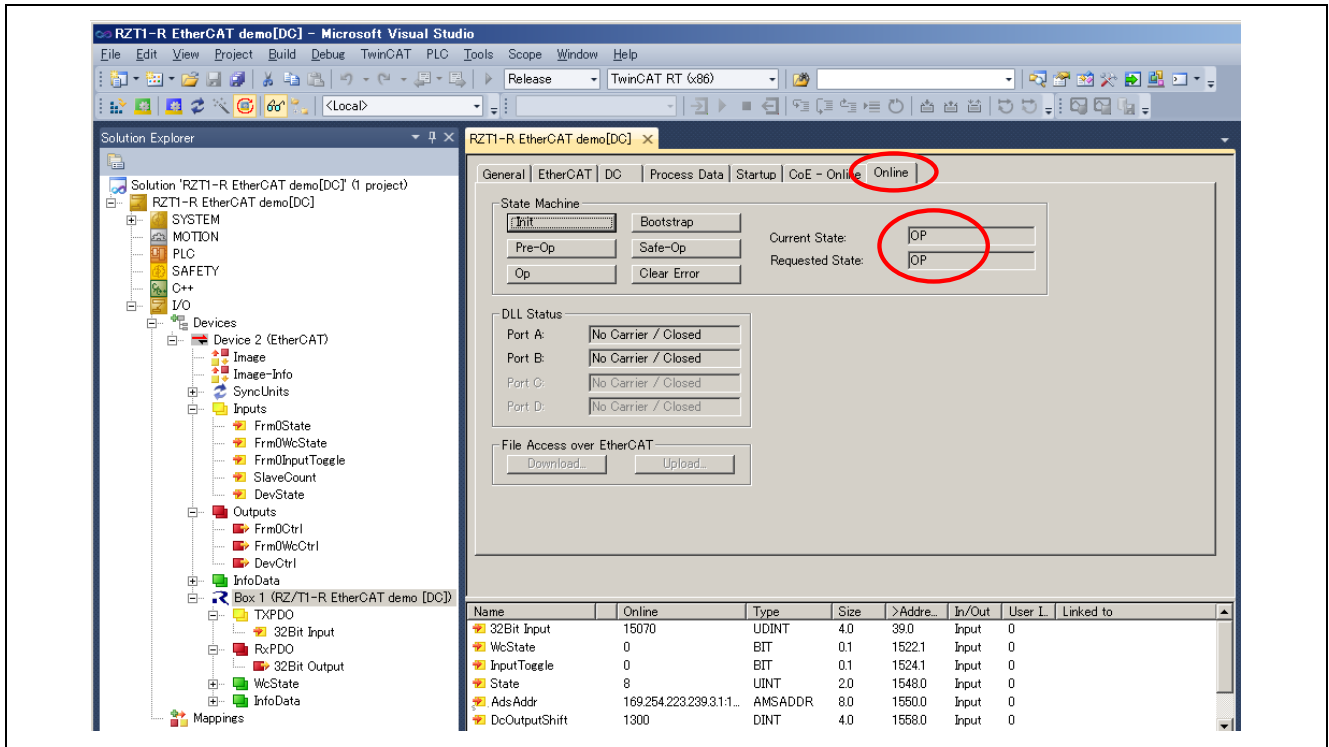 RZT1-R EtherCAT demo[DC] - Microsoft Visual Studio
File Edit View Project Build Debug TwinCAT PLC Tools Scope Window Help
Release TwinCAT RT (x86)
<Local>
Solution Explorer
RZT1-R EtherCAT demo[DC]
Solution 'RZT1-R EtherCAT demo[DC]' (1 project)
RZT1-R EtherCAT demo[DC]
SYSTEM
MOTION
PLC
SAFETY
C++
I/O
Devices
Device 2 (EtherCAT)
Image
Image-Info
SyncUnits
Inputs
Frm0State
Frm0WcState
Frm0InputToggle
SlaveCount
DevState
Outputs
Frm0Ctrl
Frm0WcCtrl
DevCtrl
InfoData
Box 1 (RZ/T1-R EtherCAT demo [DC])
TXPDO
32Bit Input
RxPDO
32Bit Output
WcState
InfoData
Mappings
General EtherCAT DC Process Data Startup CoE - Online Online
State Machine
Init Bootstrap
Pre-Op Safe-Op
Op Clear Error
Current State: OP
Requested State: OP
DLL Status
Port A: No Carrier / Closed
Port B: No Carrier / Closed
Port C: No Carrier / Closed
Port D: No Carrier / Closed
File Access over EtherCAT
Download... Upload...
Name Online Type Size >Addre... In/Out User I... Linked to
32Bit Input 15070 UDINT 4.0 39.0 Input 0
WcState 0 BIT 0.1 1522.1 Input 0
InputToggle 0 BIT 0.1 1524.1 Input 0
State 8 UINT 2.0 1548.0 Input 0
AdsAddr 169.254.223.239.3.1:1... AMSADDR 8.0 1550.0 Input 0
DcOutputShift 1300 DINT 4.0 1558.0 Input 0